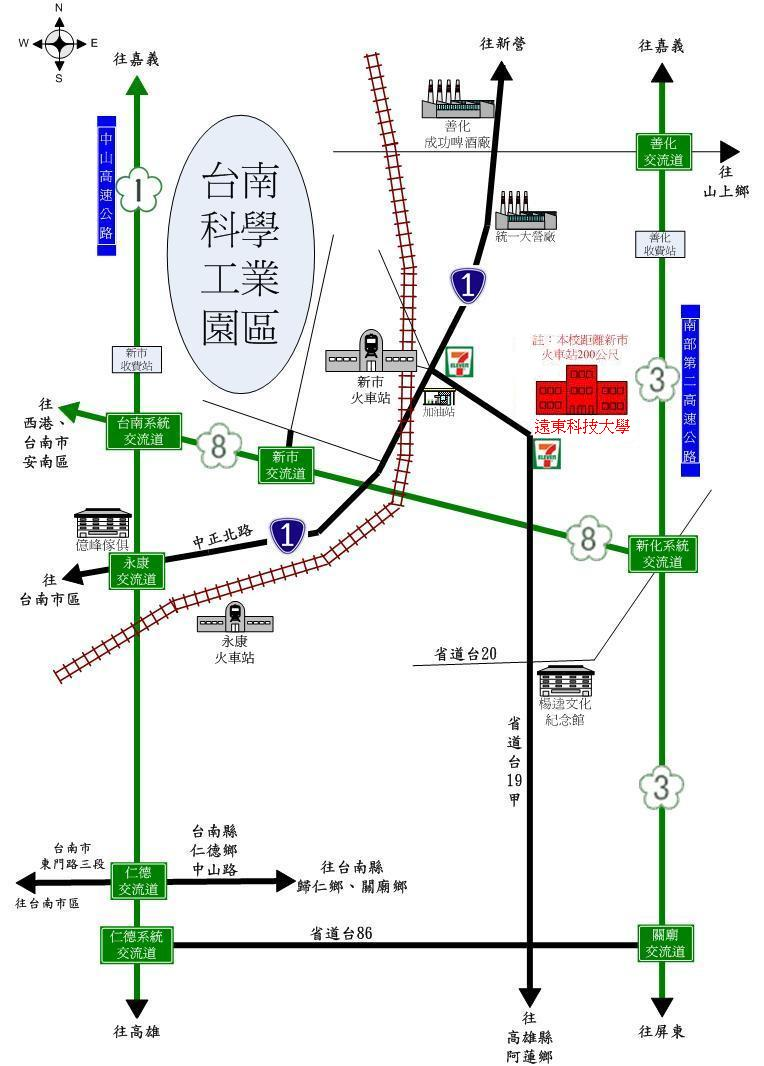 N
W
E
S
往嘉義
往新營
往嘉義
中山高速公路
1
台南
科學
工業
園區
善化
成功啤酒廠
善化
交流道
往
山上鄉
統一大營廠
善化
收費站
1
南部第二高速公路
3
註：本校距離新市
火車站200公尺
遠東科技大學
7
ELEVEN
新市
火車站
加油站
新市
收費站
往
西港、
台南市
安南區
台南系統
交流道
8
新市
交流道
7
ELEVEN
億峰傢俱
中正北路
1
8
新化系統
交流道
永康
交流道
往
台南市區
永康
火車站
省道台20
楊逵文化
紀念館
省道台19甲
3
台南市
東門路三段
往台南市區
仁德
交流道
台南縣
仁德鄉
中山路
往台南縣
歸仁鄉、關廟鄉
仁德系統
交流道
省道台86
關廟
交流道
往高雄
往
高雄縣
阿蓮鄉
往屏東